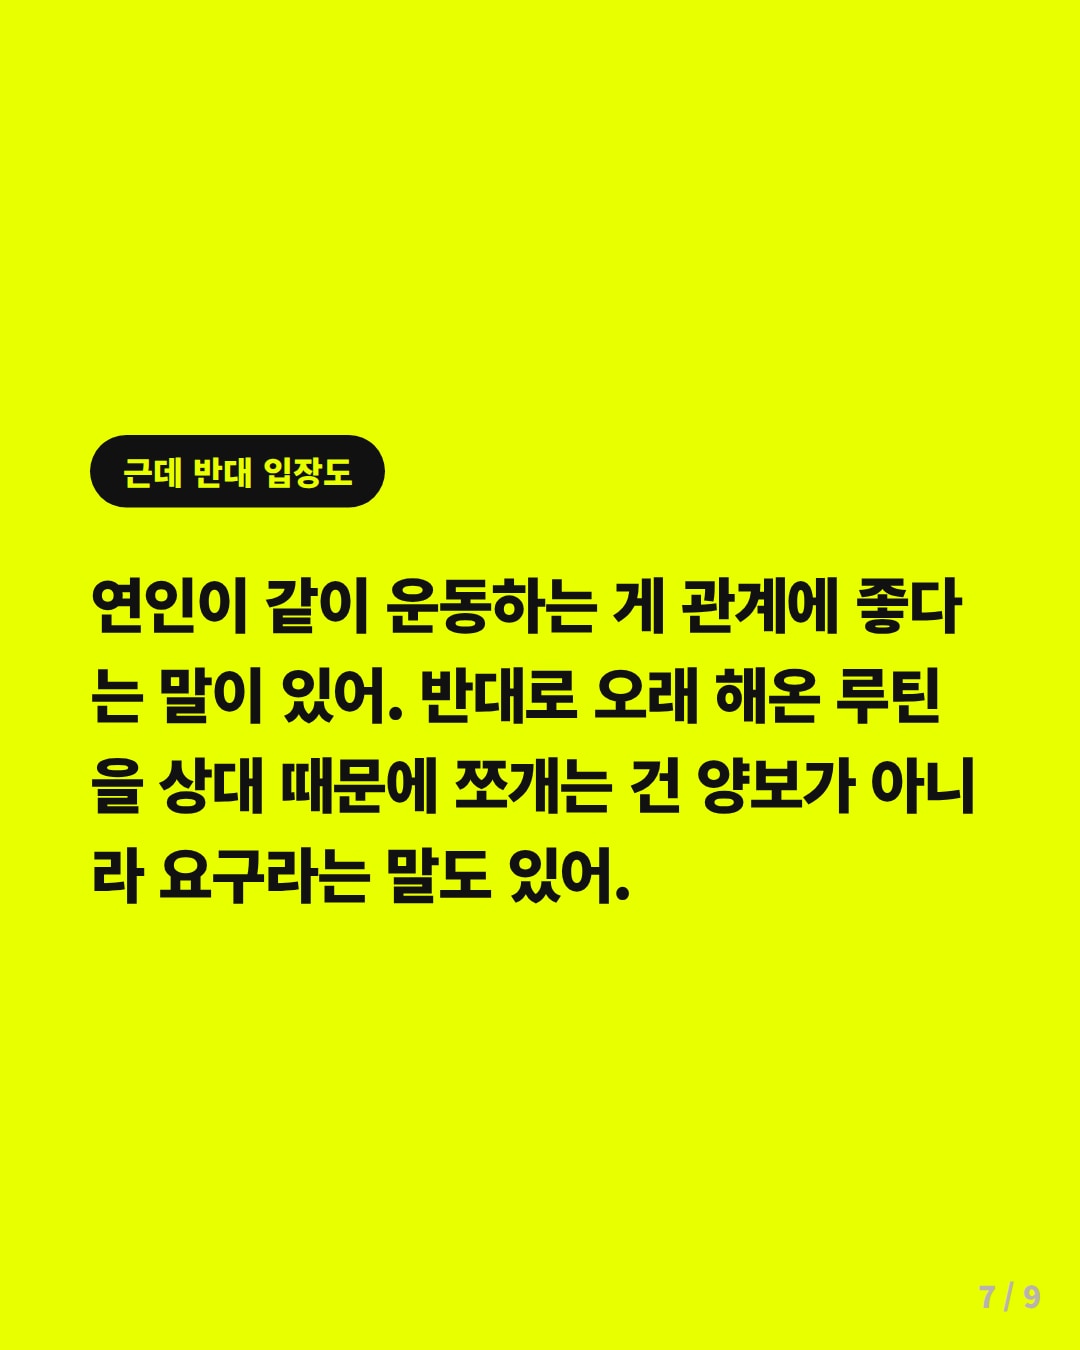 근데 반대 입장도
연인이 같이 운동하는 게 관계에 좋다
는 말이 있어. 반대로 오래 해온 루틴
을 상대 때문에 쪼개는 건 양보가 아니
라 요구라는 말도 있어.
7 / 9